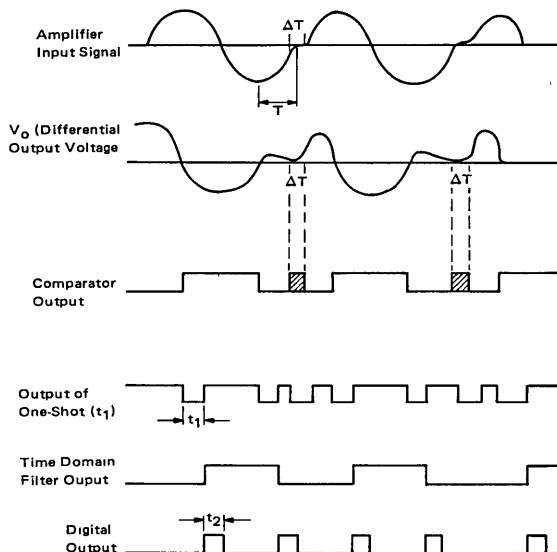 Amplifier
Input Signal
ΔT
T
V₀ (Differential
Output Voltage
ΔT
ΔT
Comparator
Output
Output of
One-Shot (t₁)
t₁
Time Domain
Filter Ouput
t₂
Digital
Output